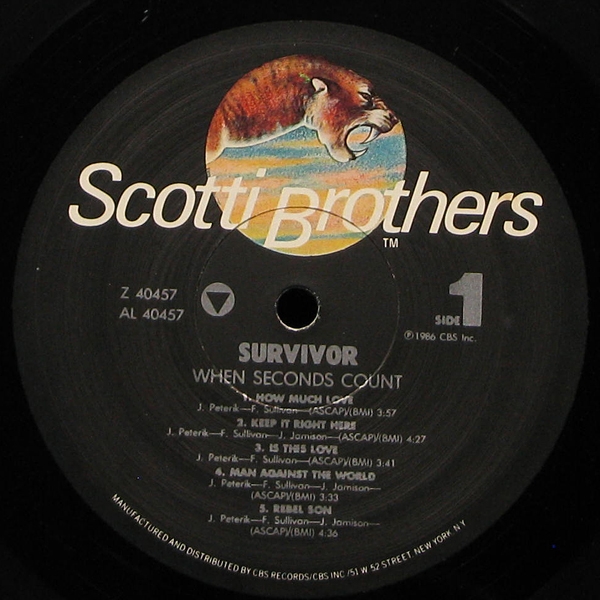 Scotti Brothers
TM
Z 40457
AL 40457
SIDE 1
℗1986 CBS Inc.
SURVIVOR
WHEN SECONDS COUNT
1. HOW MUCH LOVE
J. Peterik—F. Sullivan—(ASCAP)/(BMI) 3:57
2. KEEP IT RIGHT HERE
J. Peterik—F. Sullivan—J. Jamison—(ASCAP)/(BMI) 4:27
3. IS THIS LOVE
J. Peterik—F. Sullivan—(ASCAP)/(BMI) 3:41
4. MAN AGAINST THE WORLD
J. Peterik—F. Sullivan—J. Jamison—
(ASCAP)/(BMI) 3:33
5. REBEL SON
J. Peterik—F. Sullivan—J. Jamison—
(ASCAP)/(BMI) 4:36
MANUFACTURED AND DISTRIBUTED BY CBS RECORDS/CBS INC./51 W 52 STREET, NEW YORK, N.Y.